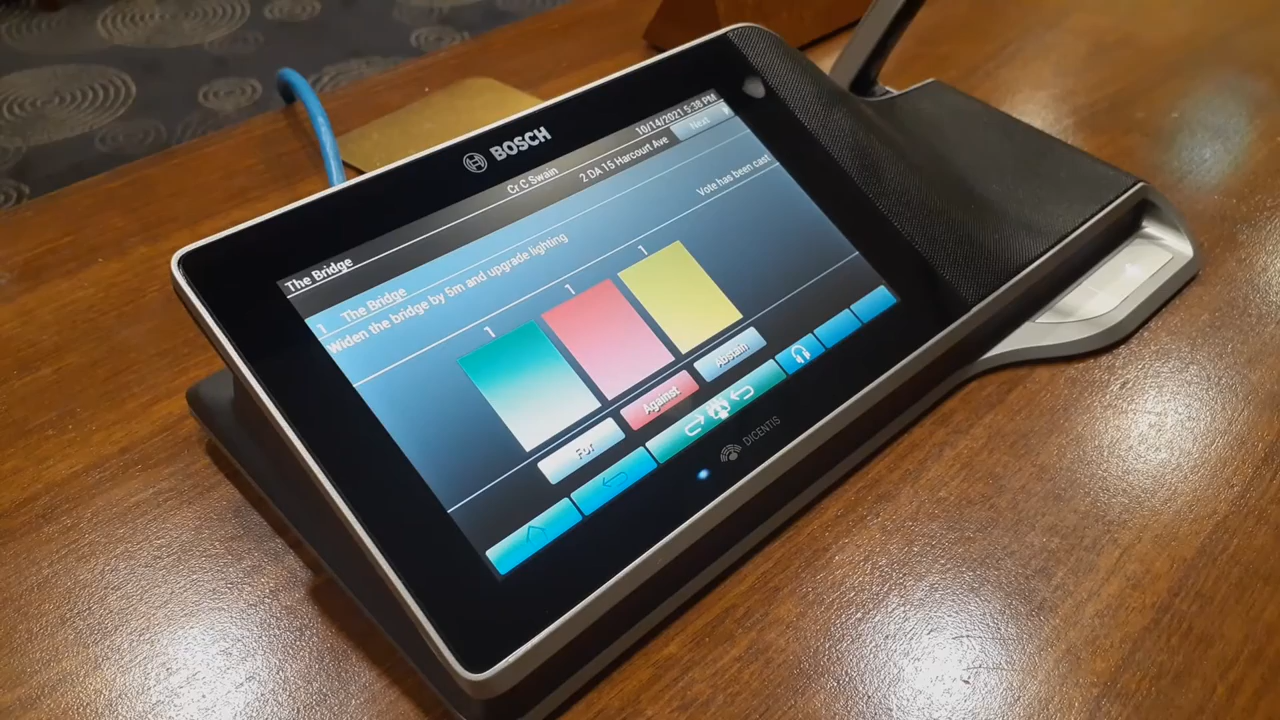 BOSCH
10/14/2021 5:38 PM
The Bridge
Cr C Swain
2 DA 15 Harcourt Ave
Next
1 The Bridge
Widen the bridge by 5m and upgrade lighting
Vote has been cast
1
1
1
For
Against
Abstain
DICENTIS